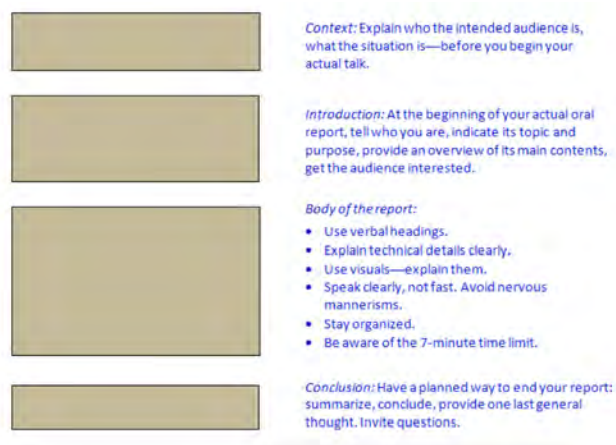 Context: Explain who the intended audience is,
what the situation is—before you begin your
actual talk.
Introduction: At the beginning of your actual oral
report, tell who you are, indicate its topic and
purpose, provide an overview of its main contents,
get the audience interested.
Body of the report:
• Use verbal headings.
• Explain technical details clearly.
• Use visuals—explain them.
• Speak clearly, not fast. Avoid nervous
mannerisms.
• Stay organized.
• Be aware of the 7-minute time limit.
Conclusion: Have a planned way to end your report:
summarize, conclude, provide one last general
thought. Invite questions.